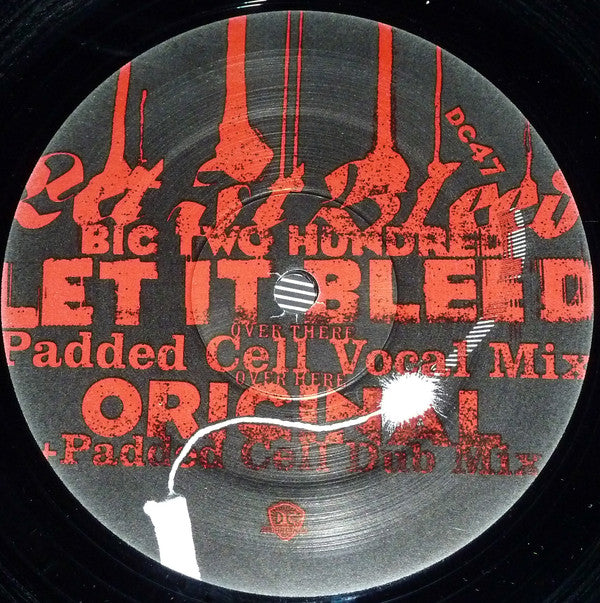 DC47
Let It Bleed
BIG TWO HUNDRED
LET IT BLEED
OVER THERE
Padded Cell Vocal Mix
OVER HERE
ORIGINAL
+Padded Cell Dub Mix
DC